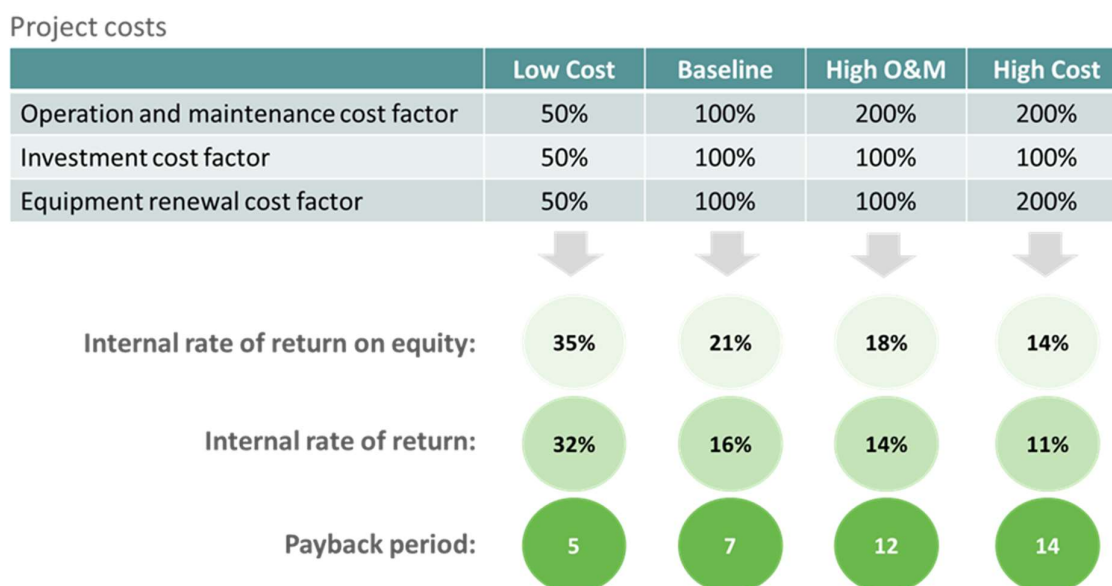 Project costs
Low Cost Baseline High O&M High Cost
Operation and maintenance cost factor 50% 100% 200% 200%
Investment cost factor 50% 100% 100% 100%
Equipment renewal cost factor 50% 100% 100% 200%
Internal rate of return on equity: 35% 21% 18% 14%
Internal rate of return: 32% 16% 14% 11%
Payback period: 5 7 12 14